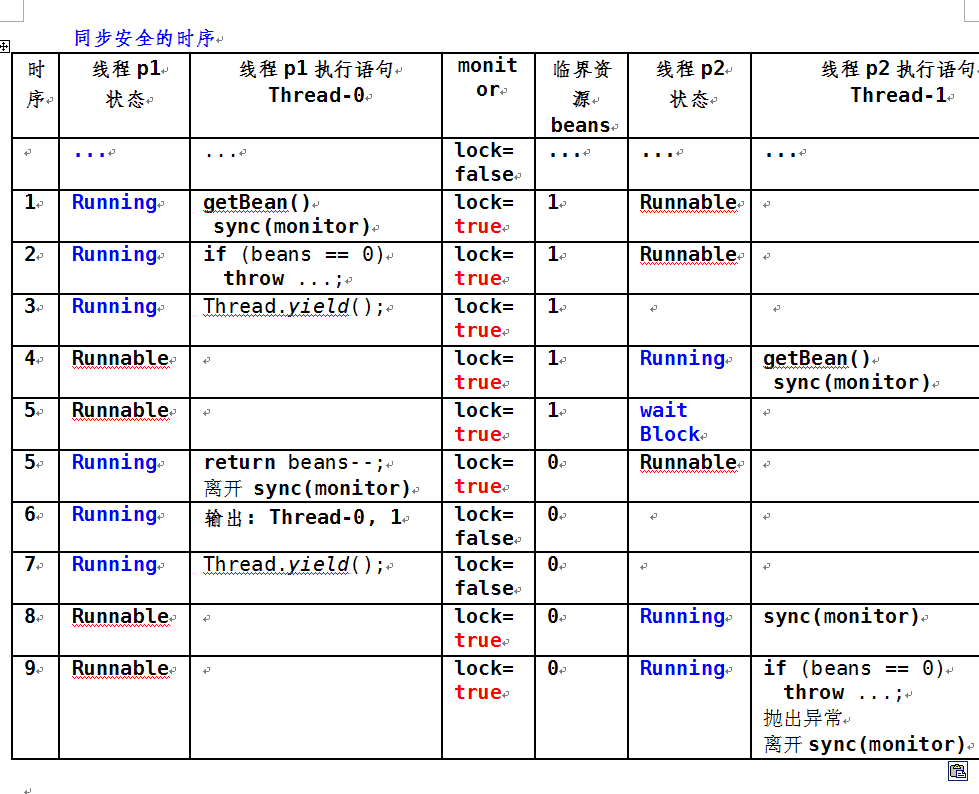 同步安全的时序
时序 线程 p1 状态 线程 p1 执行语句 Thread-0 monitor 临界资源 beans 线程 p2 状态 线程 p2 执行语句 Thread-1
... ... lock=false ... ... ...
1 Running getBean() sync(monitor) lock=true 1 Runnable
2 Running if (beans == 0) throw ...; lock=true 1 Runnable
3 Running Thread.yield(); lock=true 1
4 Runnable lock=true 1 Running getBean() sync(monitor)
5 Runnable lock=true 1 wait Block
5 Running return beans--; 离开 sync(monitor) lock=true 0 Runnable
6 Running 输出: Thread-0, 1 lock=false 0
7 Running Thread.yield(); lock=false 0
8 Runnable lock=true 0 Running sync(monitor)
9 Runnable lock=true 0 Running if (beans == 0) throw ...; 抛出异常 离开 sync(monitor)